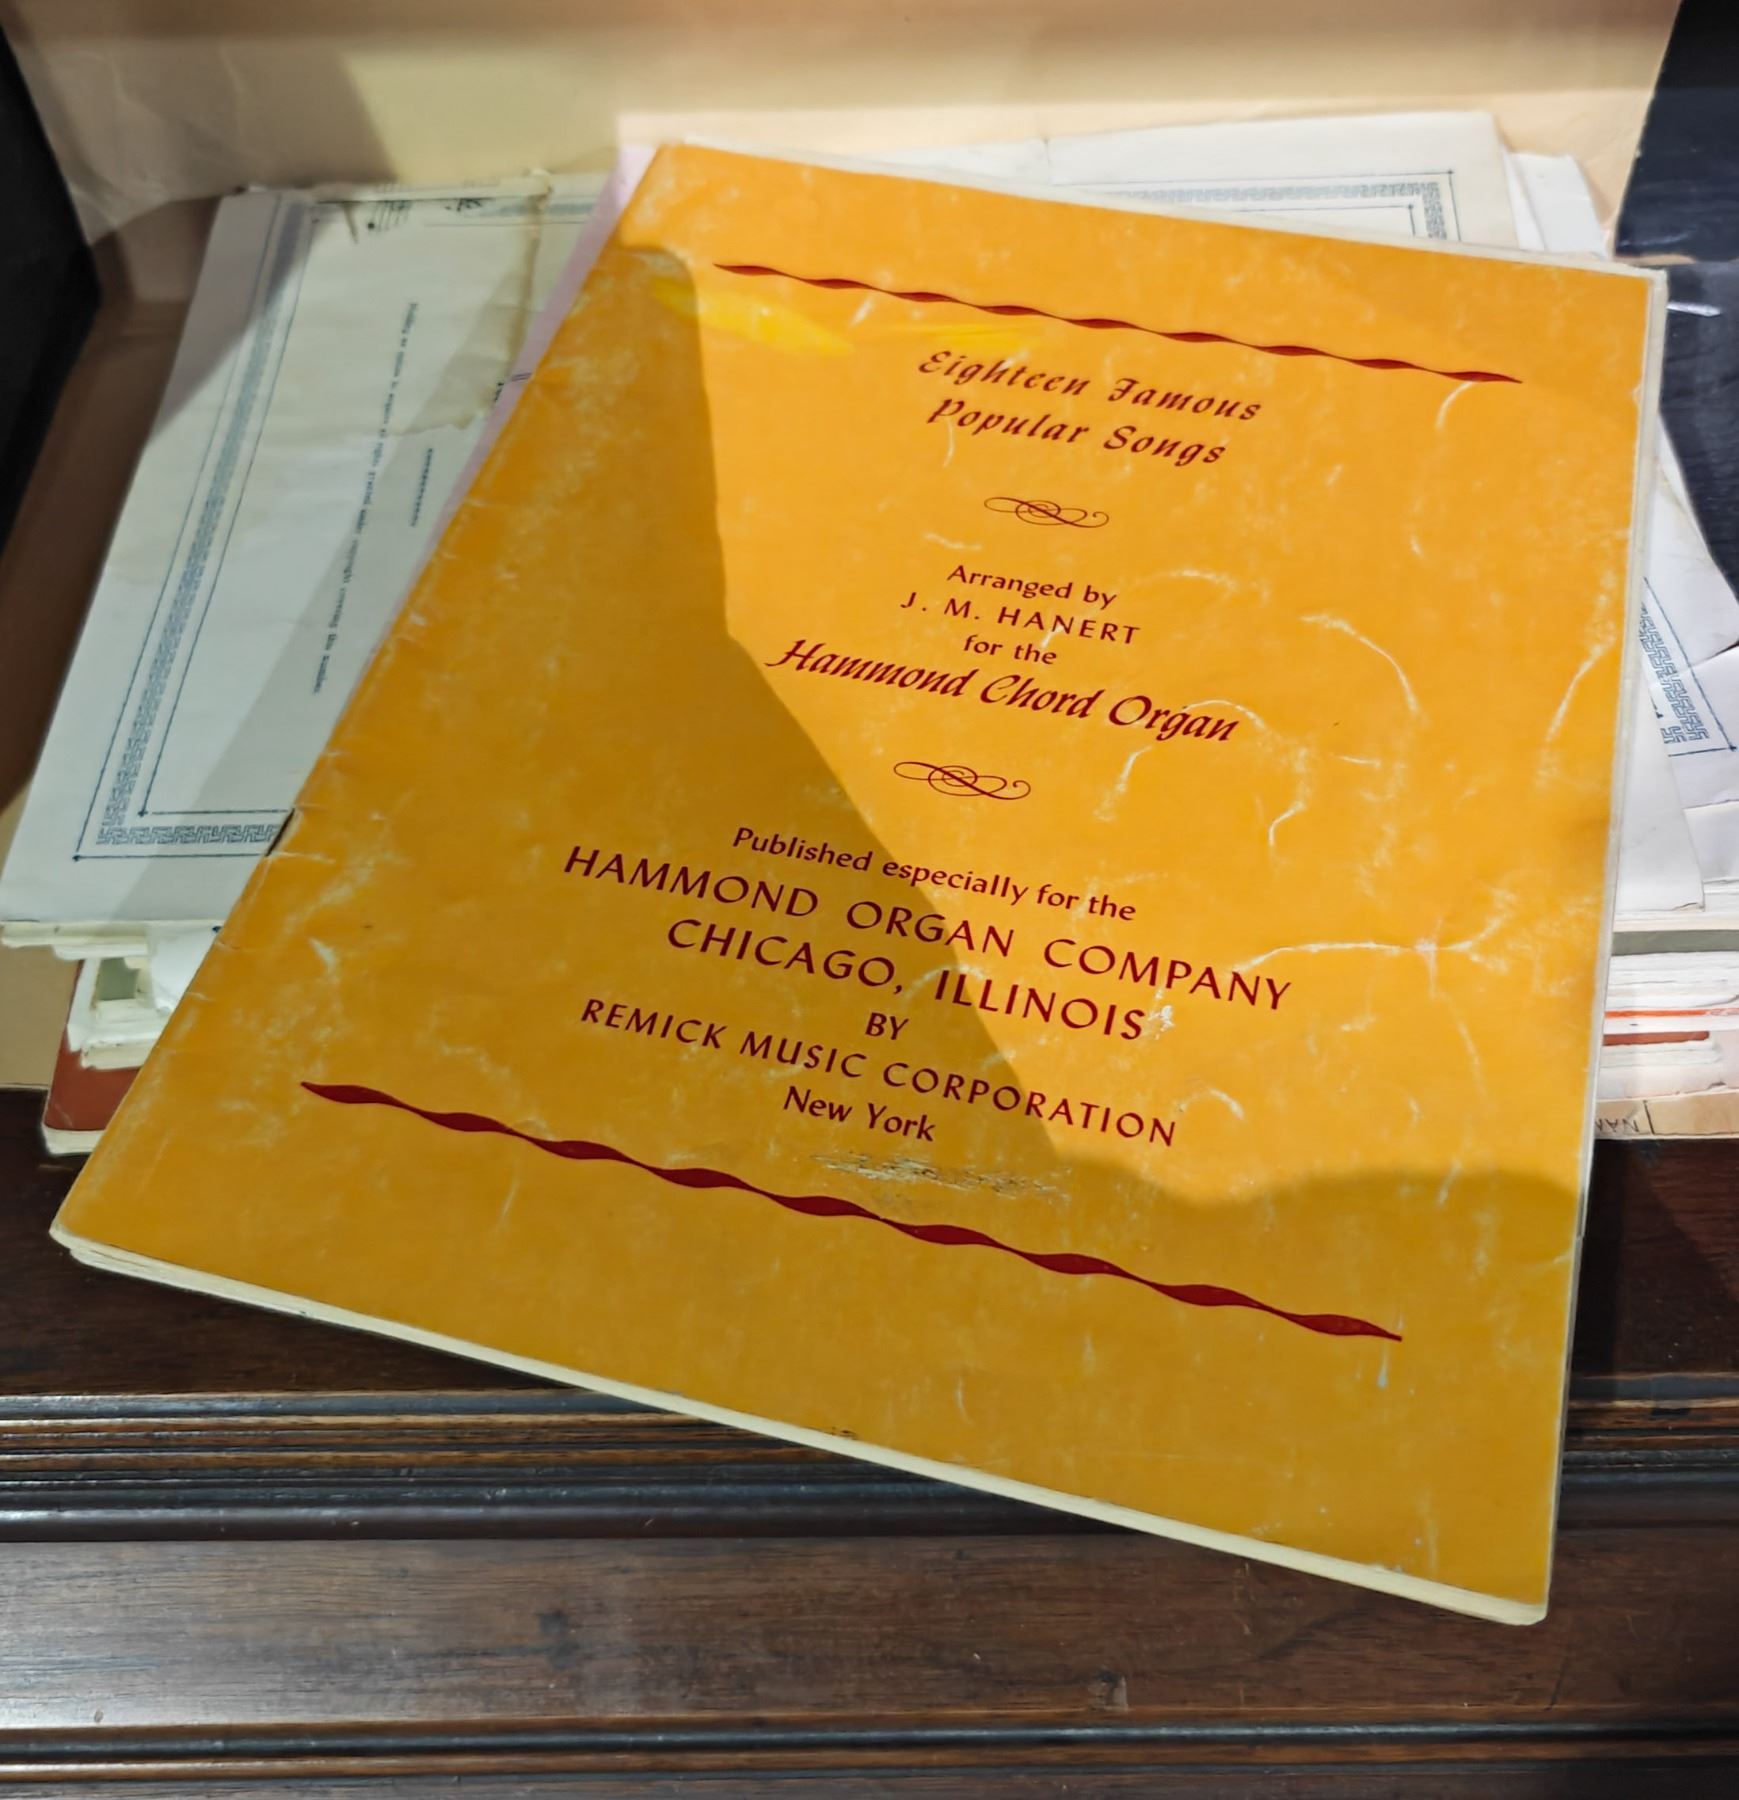 Eighteen Famous
Popular Songs
Arranged by
J. M. HANERT
for the
Hammond Chord Organ
Published especially for the
HAMMOND ORGAN COMPANY
CHICAGO, ILLINOIS
BY
REMICK MUSIC CORPORATION
New York